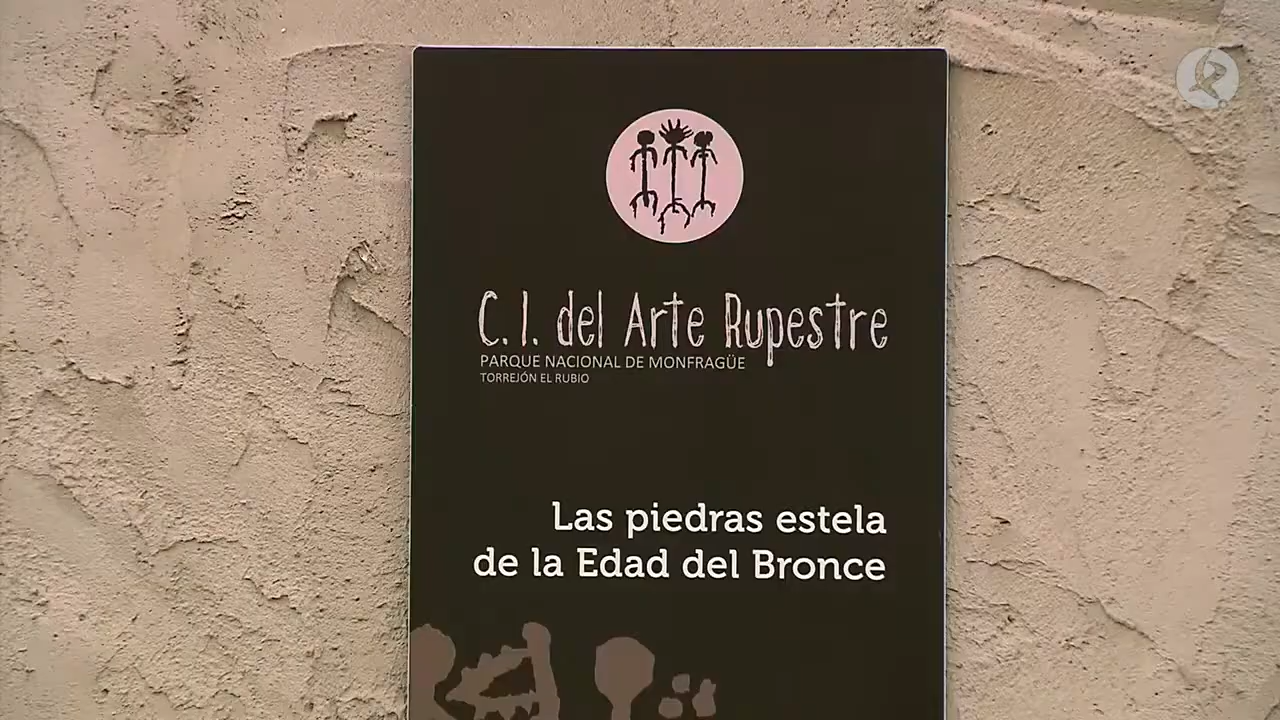 C. I. del Arte Rupestre
PARQUE NACIONAL DE MONFRAGÜE
TORREJÓN EL RUBIO
Las piedras estela
de la Edad del Bronce